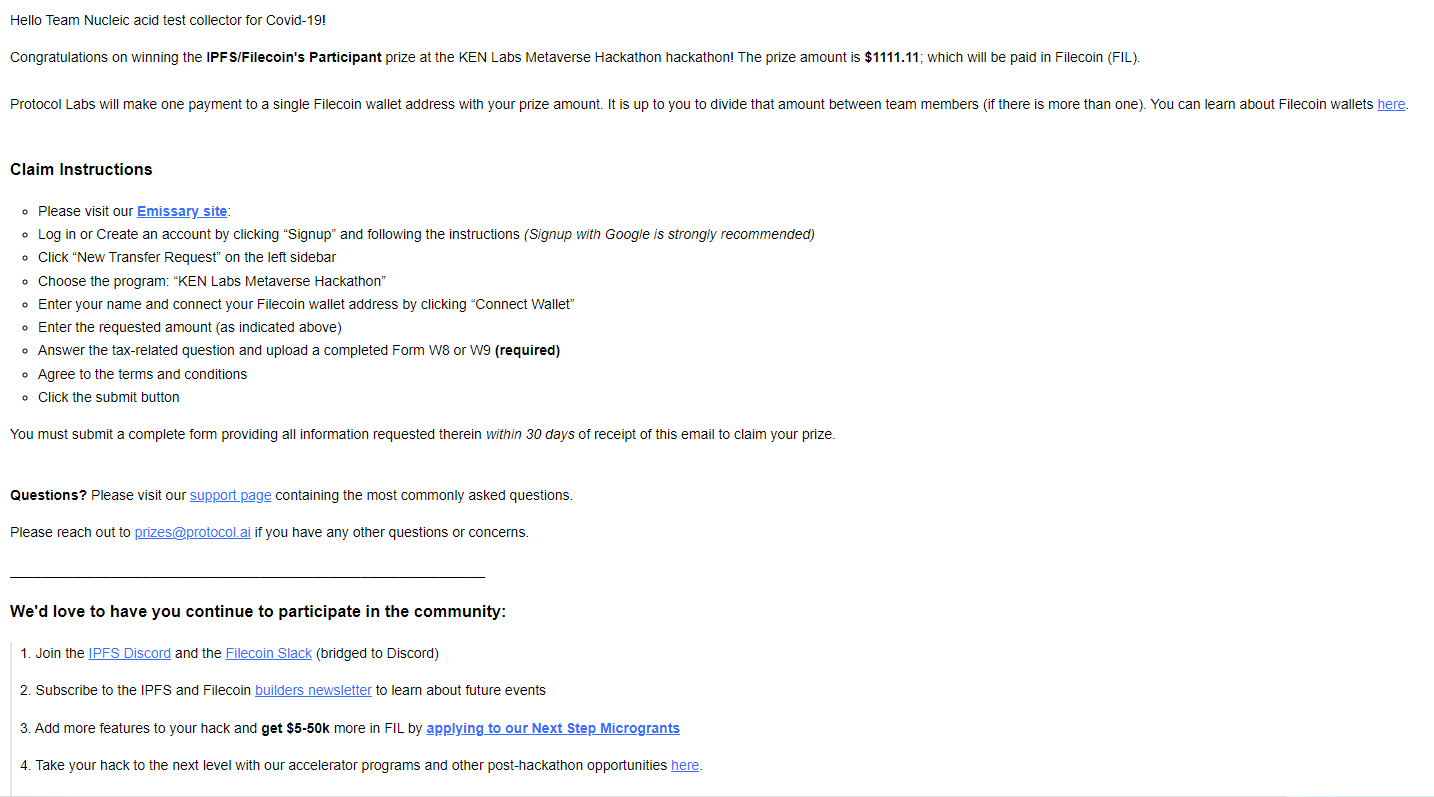 Hello Team Nucleic acid test collector for Covid-19!
Congratulations on winning the IPFS/Filecoin's Participant prize at the KEN Labs Metaverse Hackathon hackathon! The prize amount is $1111.11; which will be paid in Filecoin (FIL).
Protocol Labs will make one payment to a single Filecoin wallet address with your prize amount. It is up to you to divide that amount between team members (if there is more than one). You can learn about Filecoin wallets here.
Claim Instructions
Please visit our Emissary site:
Log in or Create an account by clicking “Signup” and following the instructions (Signup with Google is strongly recommended)
Click “New Transfer Request” on the left sidebar
Choose the program: “KEN Labs Metaverse Hackathon”
Enter your name and connect your Filecoin wallet address by clicking “Connect Wallet”
Enter the requested amount (as indicated above)
Answer the tax-related question and upload a completed Form W8 or W9 (required)
Agree to the terms and conditions
Click the submit button
You must submit a complete form providing all information requested therein within 30 days of receipt of this email to claim your prize.
Questions? Please visit our support page containing the most commonly asked questions.
Please reach out to prizes@protocol.ai if you have any other questions or concerns.
We'd love to have you continue to participate in the community:
1. Join the IPFS Discord and the Filecoin Slack (bridged to Discord)
2. Subscribe to the IPFS and Filecoin builders newsletter to learn about future events
3. Add more features to your hack and get $5-50k more in FIL by applying to our Next Step Microgrants
4. Take your hack to the next level with our accelerator programs and other post-hackathon opportunities here.